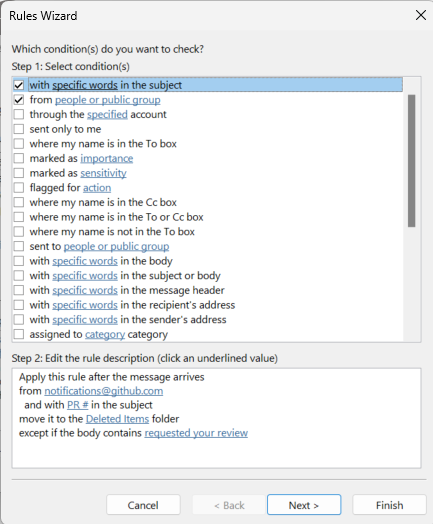 Rules Wizard
Which condition(s) do you want to check?
Step 1: Select condition(s)
with specific words in the subject
from people or public group
through the specified account
sent only to me
where my name is in the To box
marked as importance
marked as sensitivity
flagged for action
where my name is in the Cc box
where my name is in the To or Cc box
where my name is not in the To box
sent to people or public group
with specific words in the body
with specific words in the subject or body
with specific words in the message header
with specific words in the recipient's address
with specific words in the sender's address
assigned to category category
Step 2: Edit the rule description (click an underlined value)
Apply this rule after the message arrives
from notifications@github.com
and with PR # in the subject
move it to the Deleted Items folder
except if the body contains requested your review
Cancel < Back Next > Finish